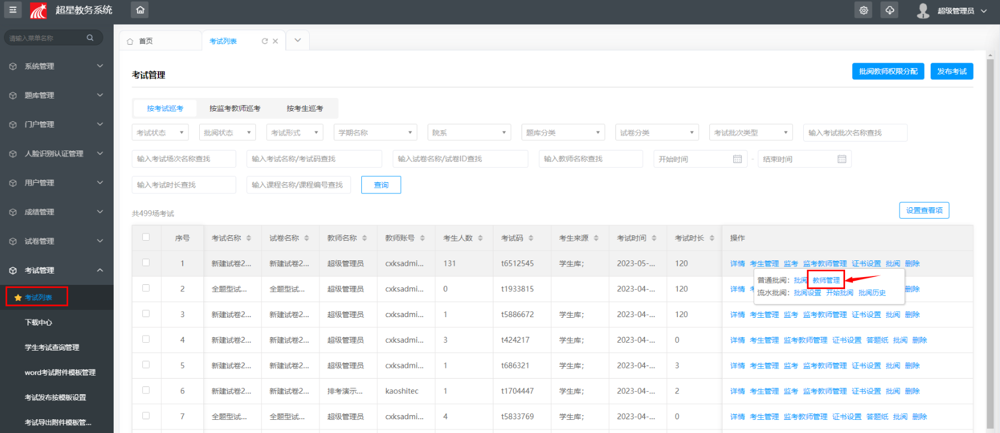 超星教务系统
超级管理员
请输入菜单名称
系统管理
题库管理
门户管理
人脸识别认证管理
用户管理
成绩管理
试卷管理
考试管理
考试列表
下载中心
学生考试查询管理
word考试附件模板管理
考试发布按模板设置
考试导出附件模板管...
首页 考试列表
考试管理 批阅教师权限分配 发布考试
按考试巡考 按监考教师巡考 按考生巡考
考试状态 批阅状态 考试形式 学期名称 院系 题库分类 试卷分类 考试批次类型 输入考试批次名称查找
输入考试场次名称查找 输入考试名称/考试码查找 输入试卷名称/试卷ID查找 输入教师名称查找 开始时间 - 结束时间
输入考试时长查找 输入课程名称/课程编号查找 查询
共499场考试 设置查看项
序号 考试名称 试卷名称 教师名称 教师账号 考生人数 考试码 考生来源 考试时间 考试时长 操作
1 新建试卷2... 新建试卷2... 超级管理员 cxksadmi... 131 t6512545 学生库; 2023-05-... 120 详情 考生管理 监考 监考教师管理 证书设置 批阅 删除
普通批阅: 批阅 教师管理
流水批阅: 批阅设置 开始批阅 批阅历史
2 全题型试... 全题型试... 超级管理员 cxksadmi... 0 t1933815 2023-04-... 120 详情 删除
3 新建试卷2... 新建试卷2... 超级管理员 cxksadmi... 1 t5886672 学生库; 2023-04-... 120 详情 考生管理 监考 监考教师管理 证书设置 批阅 删除
4 新建试卷2... 新建试卷2... 超级管理员 cxksadmi... 3 t424217 学生库; 2023-04-... 0 详情 考生管理 监考教师管理 证书设置 答题纸 批阅 删除
5 新建试卷2... 新建试卷2... 超级管理员 cxksadmi... 1 t686321 学生库; 2023-04-... 3 详情 考生管理 监考 监考教师管理 证书设置 批阅 删除
6 新建试卷2... 新建试卷2... 排考演示... kaoshitec 1 t1704447 学生库; 2023-04-... 2 详情 考生管理 监考 监考教师管理 证书设置 批阅 删除
7 全题型试... 全题型试... 超级管理员 cxksadmi... 4 t5833769 学生库; 2023-04-... 0 详情 考生管理 监考教师管理 证书设置 答题纸 批阅 删除